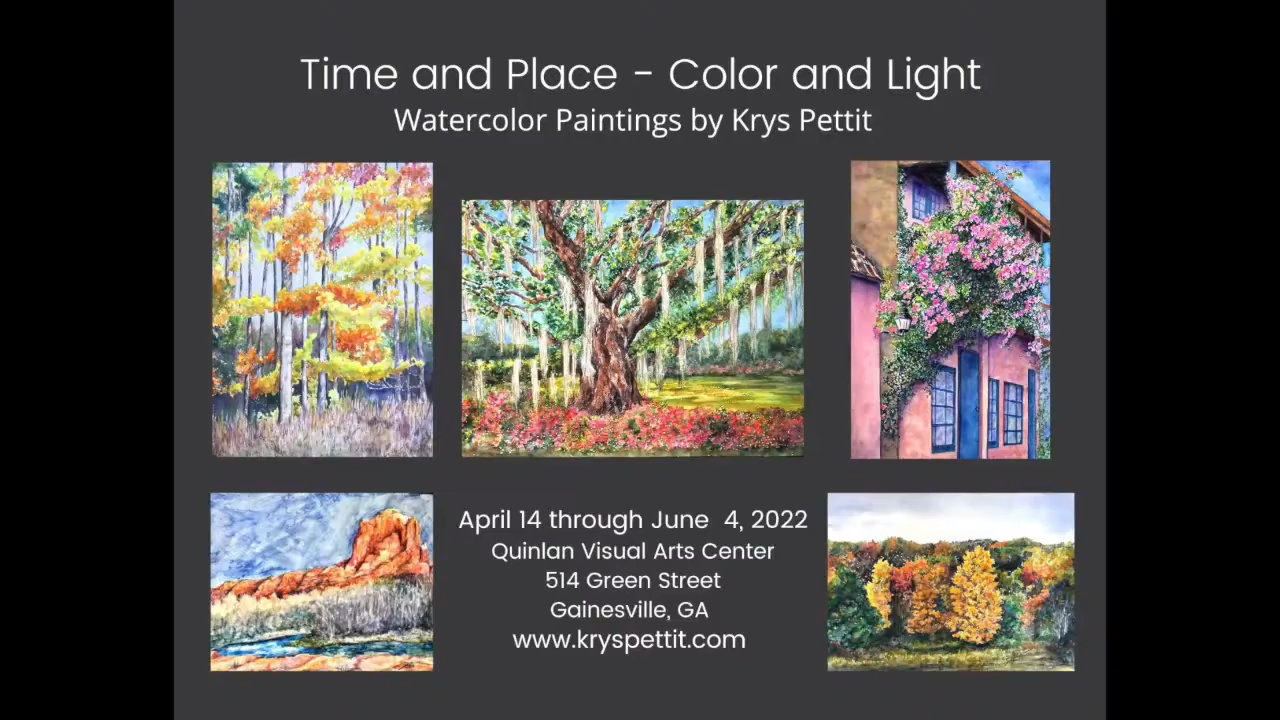 Time and Place - Color and Light
Watercolor Paintings by Krys Pettit
April 14 through June  4, 2022
Quinlan Visual Arts Center
514 Green Street
Gainesville, GA
www.kryspettit.com